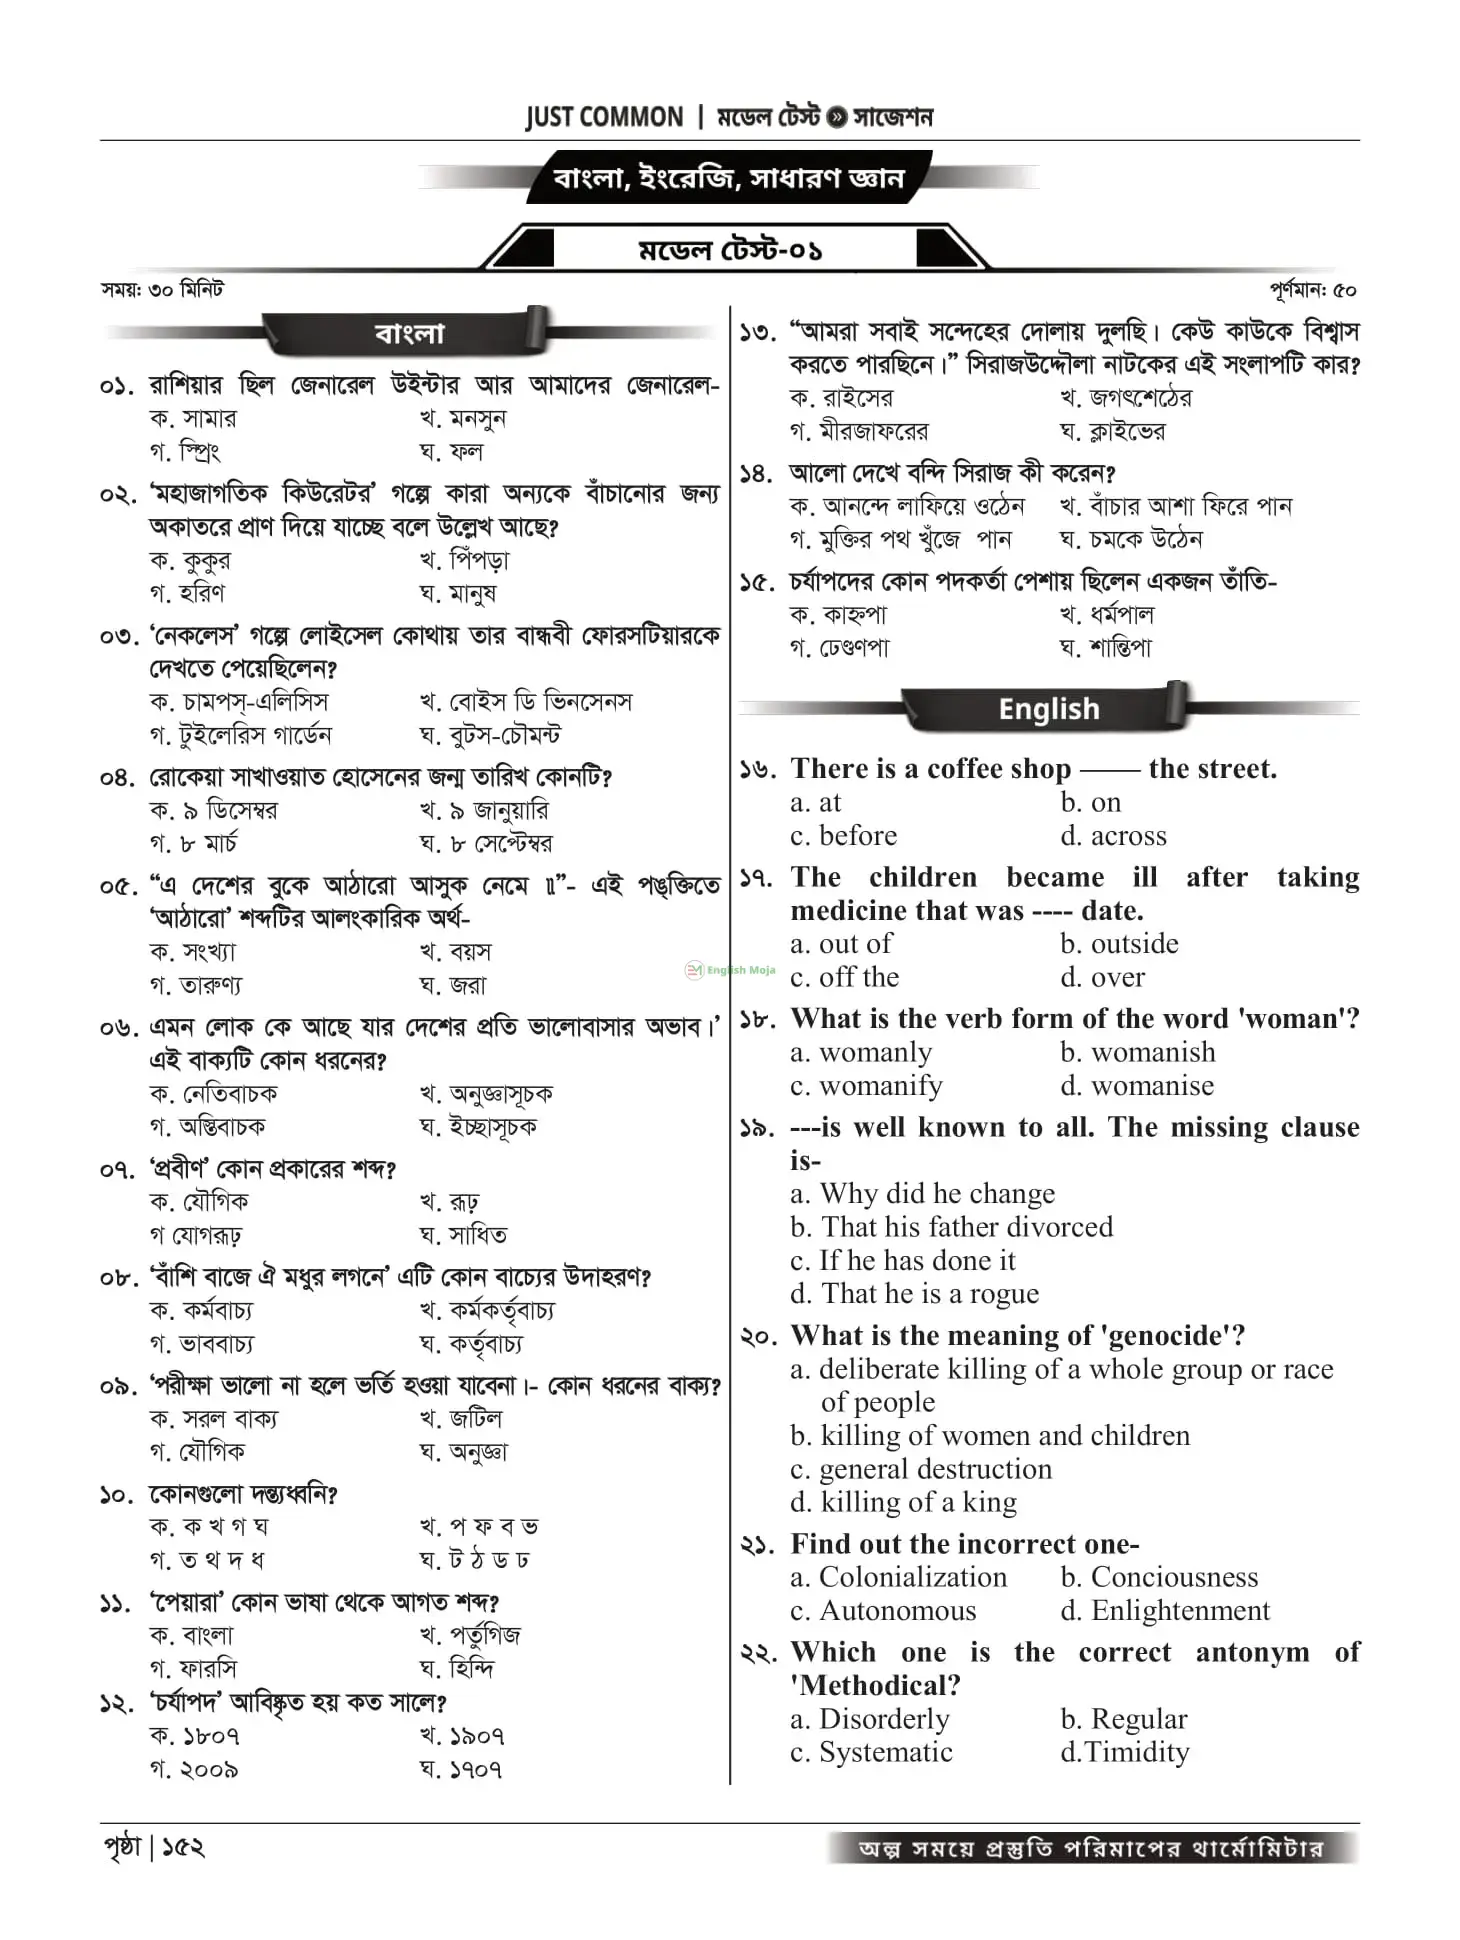 JUST COMMON | মডেল টেস্ট » সাজেশন
বাংলা, ইংরেজি, সাধারণ জ্ঞান
মডেল টেস্ট-০১
সময়: ৩০ মিনিট
পূর্ণমান: ৫০
বাংলা
০১. রাশিয়ার ছিল জেনারেল উইন্টার আর আমাদের জেনারেল-
ক. সামার খ. মনসুন
গ. স্প্রিং ঘ. ফল
০২. ‘মহাজাগতিক কিউরেটর’ গল্পে কারা অন্যকে বাঁচানোর জন্য
অকাতরে প্রাণ দিয়ে যাচ্ছে বলে উল্লেখ আছে?
ক. কুকুর খ. পিঁপড়া
গ. হরিণ ঘ. মানুষ
০৩. ‘নেকলেস’ গল্পে লোইসেল কোথায় তার বান্ধবী ফোরসটিয়ারকে
দেখতে পেয়েছিলেন?
ক. চামপস্-এলিসিস খ. বোইস ডি ভিনসেনস
গ. টুইলেরিস গার্ডেন ঘ. বুটস-চৌমন্ট
০৪. রোকেয়া সাখাওয়াত হোসেনের জন্ম তারিখ কোনটি?
ক. ৯ ডিসেম্বর খ. ৯ জানুয়ারি
গ. ৮ মার্চ ঘ. ৮ সেপ্টেম্বর
০৫. “এ দেশের বুকে আঠারো আসুক নেমে ॥”- এই পঙ্‌ক্তিতে
‘আঠারো’ শব্দটির আলংকারিক অর্থ-
ক. সংখ্যা খ. বয়স
গ. তারুণ্য ঘ. জরা
০৬. এমন লোক কে আছে যার দেশের প্রতি ভালোবাসার অভাব।’
এই বাক্যটি কোন ধরনের?
ক. নেতিবাচক খ. অনুজ্ঞাসূচক
গ. অস্তিবাচক ঘ. ইচ্ছাসূচক
০৭. ‘প্রবীণ’ কোন প্রকারের শব্দ?
ক. যৌগিক খ. রূঢ়
গ যোগরূঢ় ঘ. সাধিত
০৮. ‘বাঁশি বাজে ঐ মধুর লগনে’ এটি কোন বাচ্যের উদাহরণ?
ক. কর্মবাচ্য খ. কর্মকর্তৃবাচ্য
গ. ভাববাচ্য ঘ. কর্তৃবাচ্য
০৯. ‘পরীক্ষা ভালো না হলে ভর্তি হওয়া যাবেনা।- কোন ধরনের বাক্য?
ক. সরল বাক্য খ. জটিল
গ. যৌগিক ঘ. অনুজ্ঞা
১০. কোনগুলো দন্ত্যধ্বনি?
ক. ক খ গ ঘ খ. প ফ ব ভ
গ. ত থ দ ধ ঘ. ট ঠ ড ঢ
১১. ‘পেয়ারা’ কোন ভাষা থেকে আগত শব্দ?
ক. বাংলা খ. পর্তুগিজ
গ. ফারসি ঘ. হিন্দি
১২. ‘চর্যাপদ’ আবিষ্কৃত হয় কত সালে?
ক. ১৮০৭ খ. ১৯০৭
গ. ২০০৯ ঘ. ১৭০৭
১৩. “আমরা সবাই সন্দেহের দোলায় দুলছি। কেউ কাউকে বিশ্বাস
করতে পারছিনে।” সিরাজউদ্দৌলা নাটকের এই সংলাপটি কার?
ক. রাইসের খ. জগৎশেঠের
গ. মীরজাফরের ঘ. ক্লাইভের
১৪. আলো দেখে বন্দি সিরাজ কী করেন?
ক. আনন্দে লাফিয়ে ওঠেন খ. বাঁচার আশা ফিরে পান
গ. মুক্তির পথ খুঁজে পান ঘ. চমকে উঠেন
১৫. চর্যাপদের কোন পদকর্তা পেশায় ছিলেন একজন তাঁতি-
ক. কাহ্নপা খ. ধর্মপাল
গ. ঢেণ্ডণপা ঘ. শান্তিপা
English
১৬. There is a coffee shop —— the street.
a. at b. on
c. before d. across
১৭. The children became ill after taking
medicine that was ---- date.
a. out of b. outside
c. off the d. over
১৮. What is the verb form of the word 'woman'?
a. womanly b. womanish
c. womanify d. womanise
১৯. ---is well known to all. The missing clause
is-
a. Why did he change
b. That his father divorced
c. If he has done it
d. That he is a rogue
২০. What is the meaning of 'genocide'?
a. deliberate killing of a whole group or race
of people
b. killing of women and children
c. general destruction
d. killing of a king
২১. Find out the incorrect one-
a. Colonialization b. Conciousness
c. Autonomous d. Enlightenment
২২. Which one is the correct antonym of
'Methodical?
a. Disorderly b. Regular
c. Systematic d.Timidity
English Moja
পৃষ্ঠা | ১৫২
অল্প সময়ে প্রস্তুতি পরিমাপের থার্মোমিটার